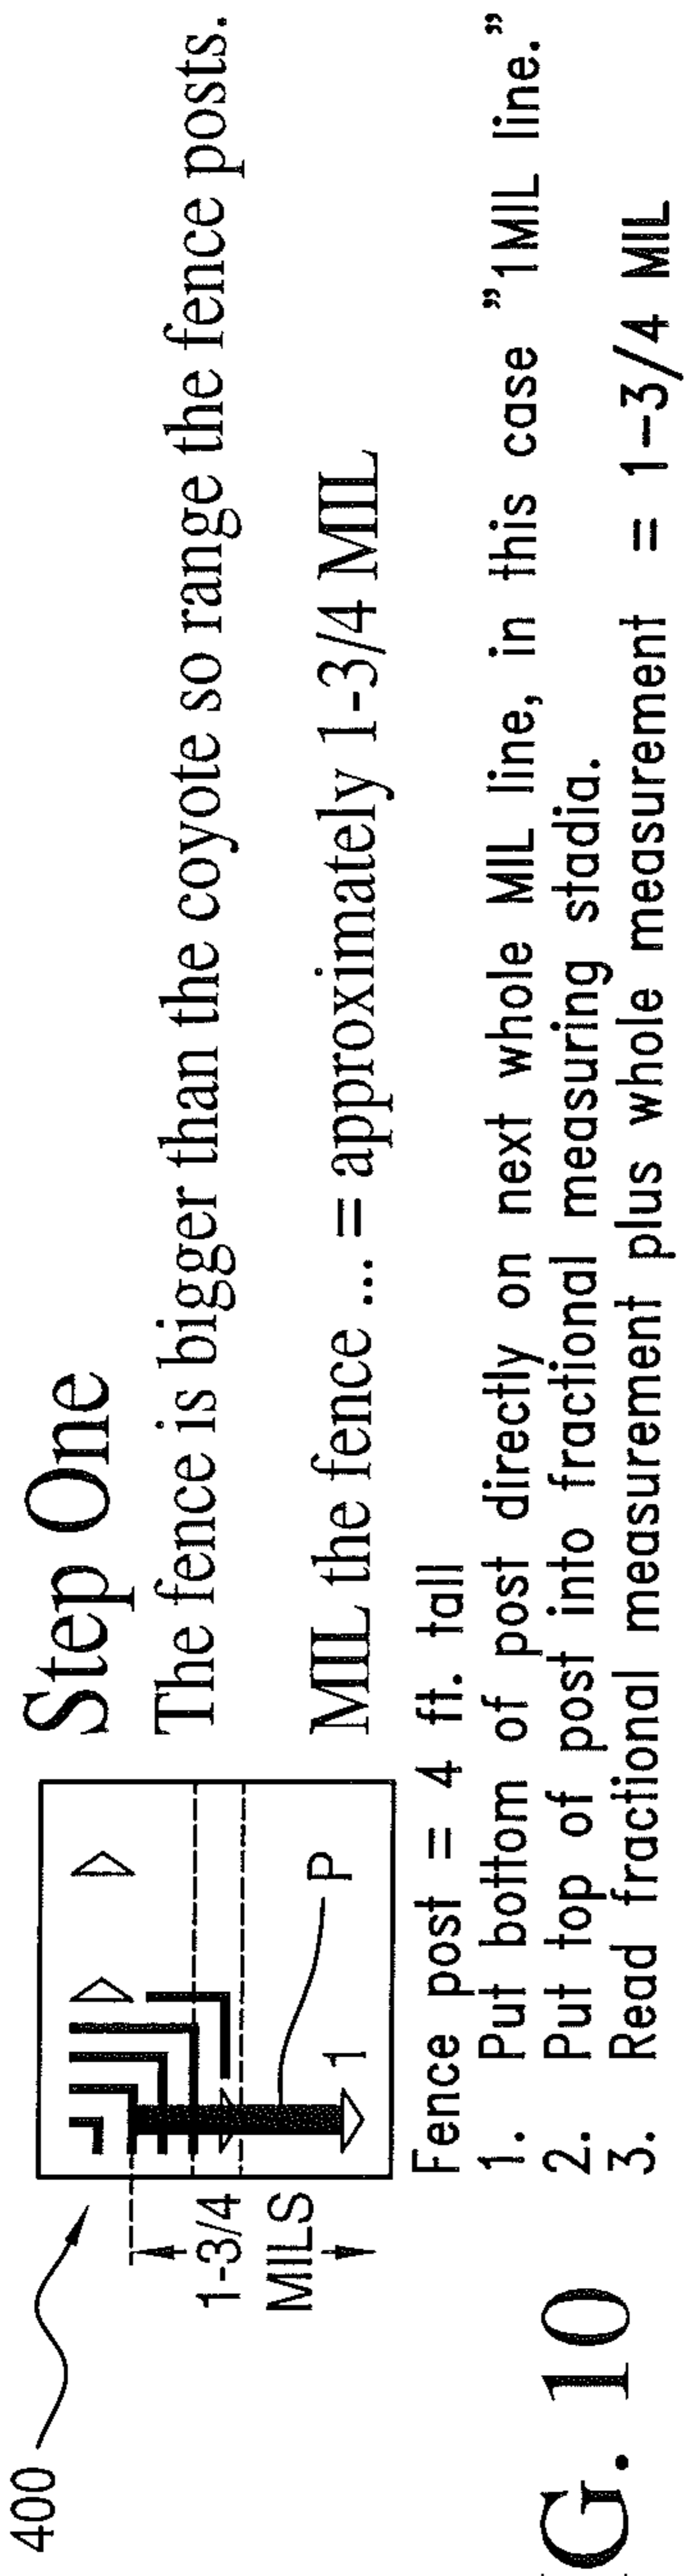 400
Step One
The fence is bigger than the coyote so range the fence posts.
MIL the fence ... = approximately 1-3/4 MIL
1-3/4
MILS
P
1
Fence post = 4 ft. tall
1. Put bottom of post directly on next whole MIL line, in this case "1MIL line."
2. Put top of post into fractional measuring stadia.
3. Read fractional measurement plus whole measurement = 1-3/4 MIL
G. 10